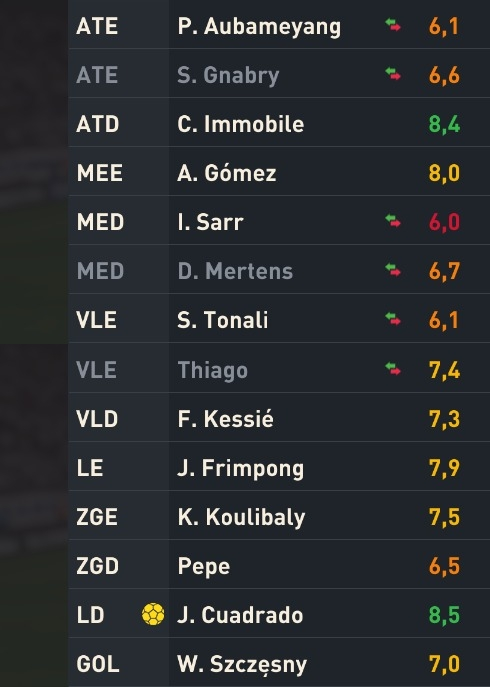 ATE P. Aubameyang 6,1
ATE S. Gnabry 6,6
ATD C. Immobile 8,4
MEE A. Gómez 8,0
MED I. Sarr 6,0
MED D. Mertens 6,7
VLE S. Tonali 6,1
VLE Thiago 7,4
VLD F. Kessié 7,3
LE J. Frimpong 7,9
ZGE K. Koulibaly 7,5
ZGD Pepe 6,5
LD J. Cuadrado 8,5
GOL W. Szczęsny 7,0